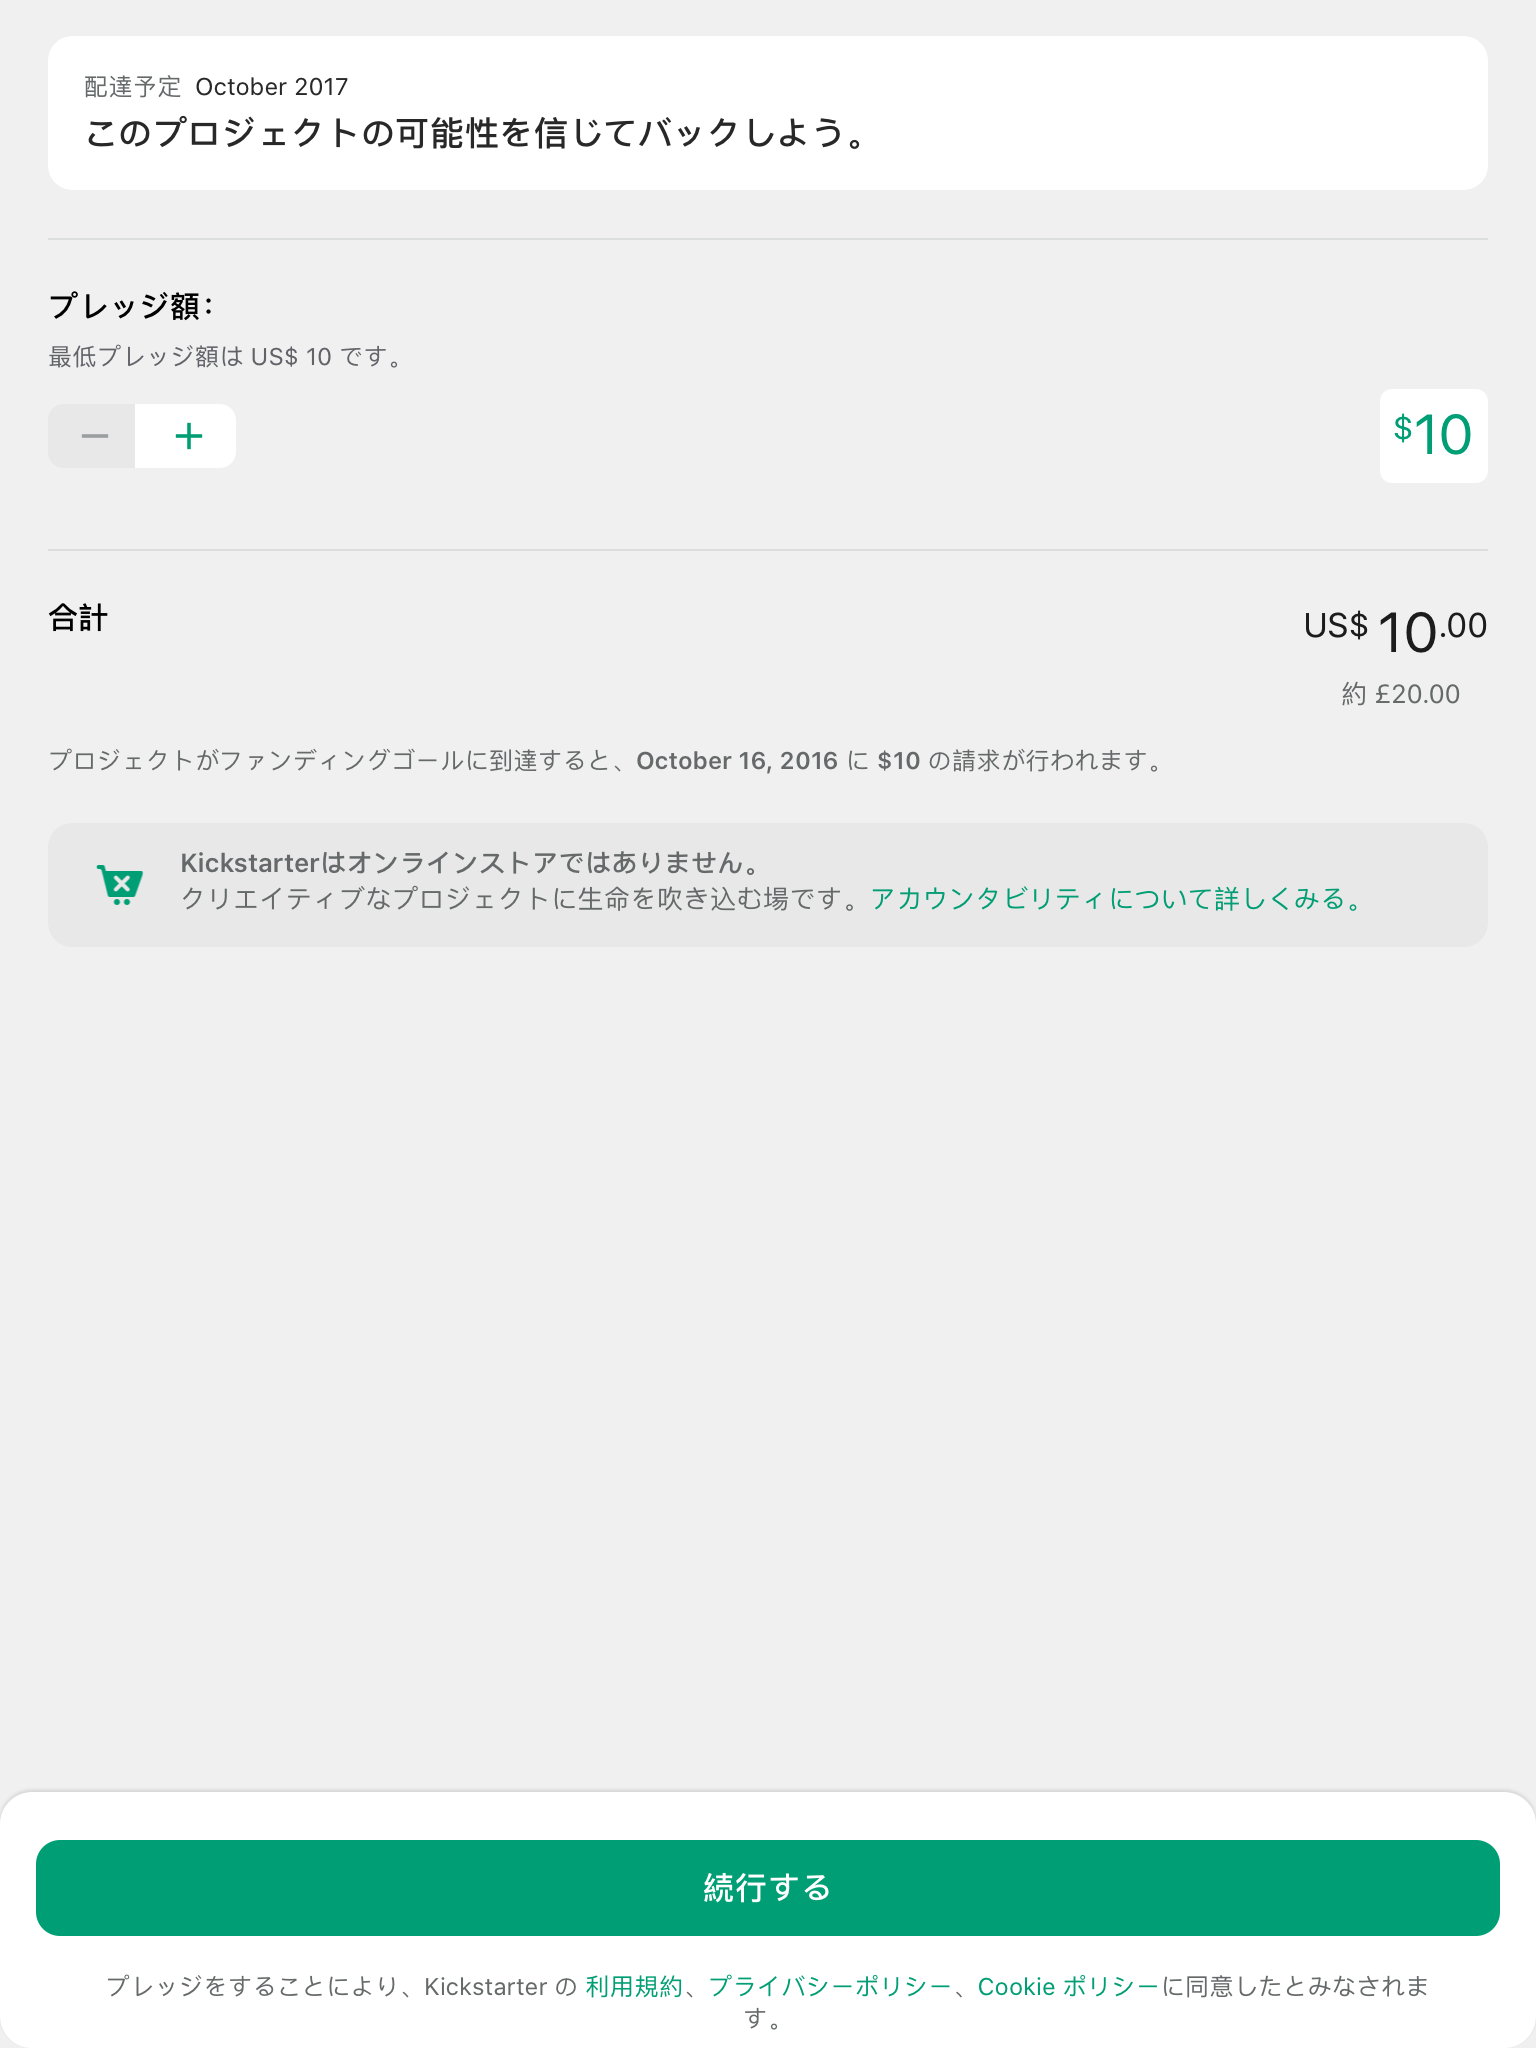 配達予定 October 2017
このプロジェクトの可能性を信じてバックしよう。
プレッジ額：
最低プレッジ額は US$ 10 です。
$10
合計
US$ 10.00
約 £20.00
プロジェクトがファンディングゴールに到達すると、October 16, 2016 に $10 の請求が行われます。
Kickstarterはオンラインストアではありません。
クリエイティブなプロジェクトに生命を吹き込む場です。アカウンタビリティについて詳しくみる。
続行する
プレッジをすることにより、Kickstarter の 利用規約、プライバシーポリシー、Cookie ポリシーに同意したとみなされま
す。